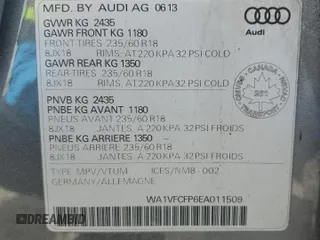 MFD. BY AUDI AG 06 13
GVWR KG 2435
GAWR FRONT KG 1180
FRONT TIRES 235/60 R18
8JX18 RIMS, AT 220 KPA 32 PSI COLD
GAWR REAR KG 1350
REAR TIRES 235/60 R18
8JX18 RIMS, AT 220 KPA 32 PSI COLD
Audi
PNVB KG 2435
PNBE KG AVANT 1180
PNEUS AVANT 235/60 R18
8JX18 JANTES, A 220 KPA 32 PSI FROIDS
PNBE KG ARRIERE 1350
PNEUS ARRIERE 235/60 R18
8JX18 JANTES, A 220 KPA 32 PSI FROIDS
CANADA
TYPE MPV/VTUM ICES/NMB-002
GERMANY/ALLEMAGNE
WA1VFCFP6EA011509
DREAMBID